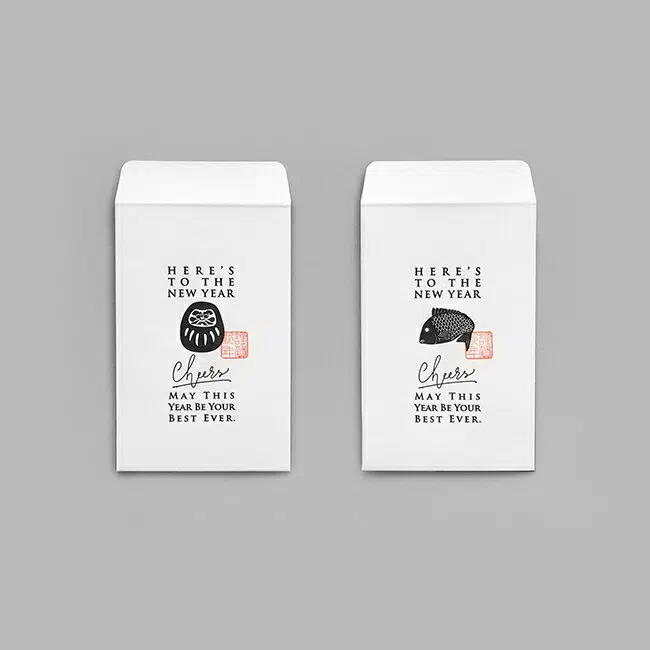 HERE'S
TO THE
NEW YEAR
Cheers
MAY THIS
YEAR BE YOUR
BEST EVER.
HERE'S
TO THE
NEW YEAR
Cheers
MAY THIS
YEAR BE YOUR
BEST EVER.